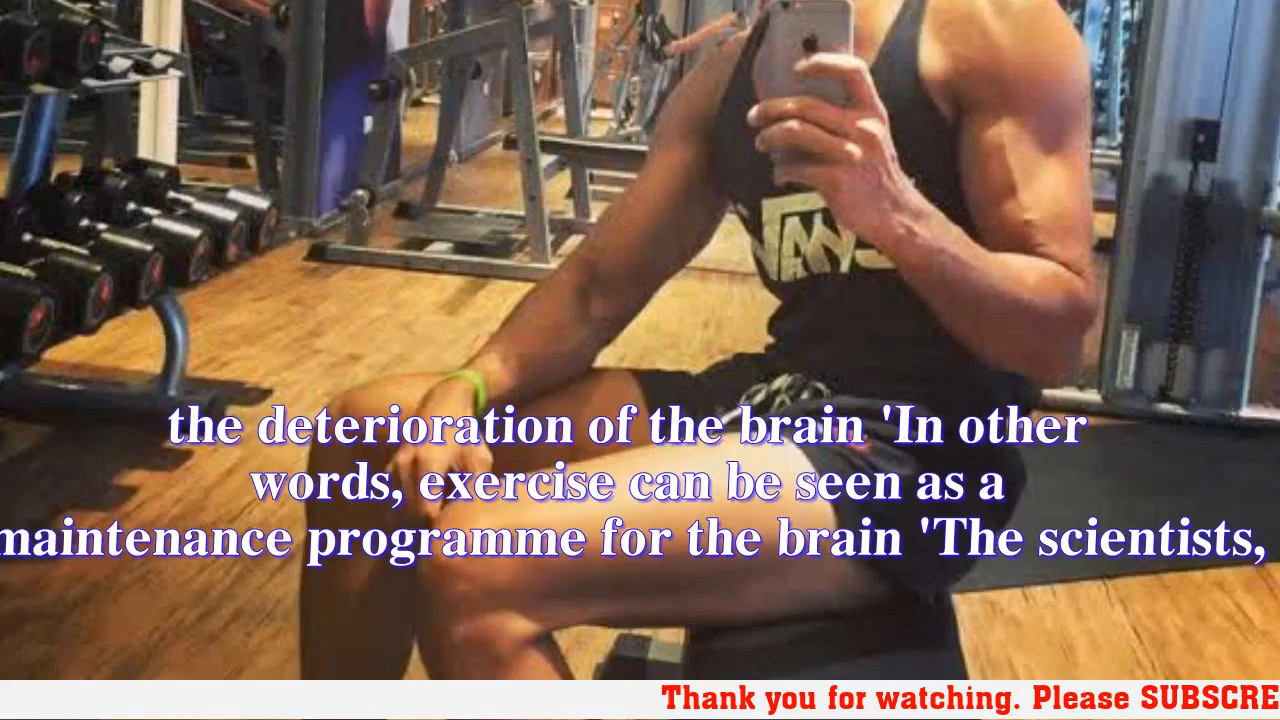 VANS
the deterioration of the brain 'In other
words, exercise can be seen as a
maintenance programme for the brain 'The scientists,
Thank you for watching. Please SUBSCRE